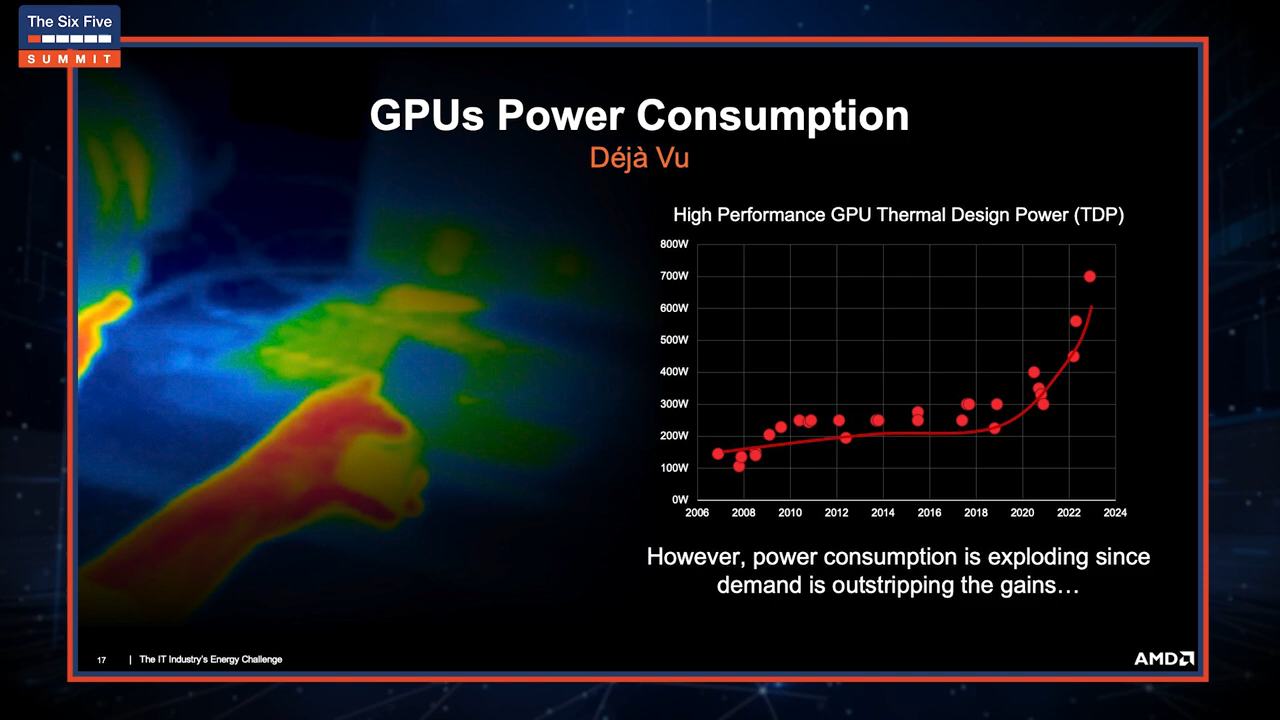 The Six Five
SUMMIT
GPUs Power Consumption
Déjà Vu
High Performance GPU Thermal Design Power (TDP)
800W
700W
600W
500W
400W
300W
200W
100W
0W
2006 2008 2010 2012 2014 2016 2018 2020 2022 2024
However, power consumption is exploding since
demand is outstripping the gains…
17 | The IT Industry's Energy Challenge
AMD